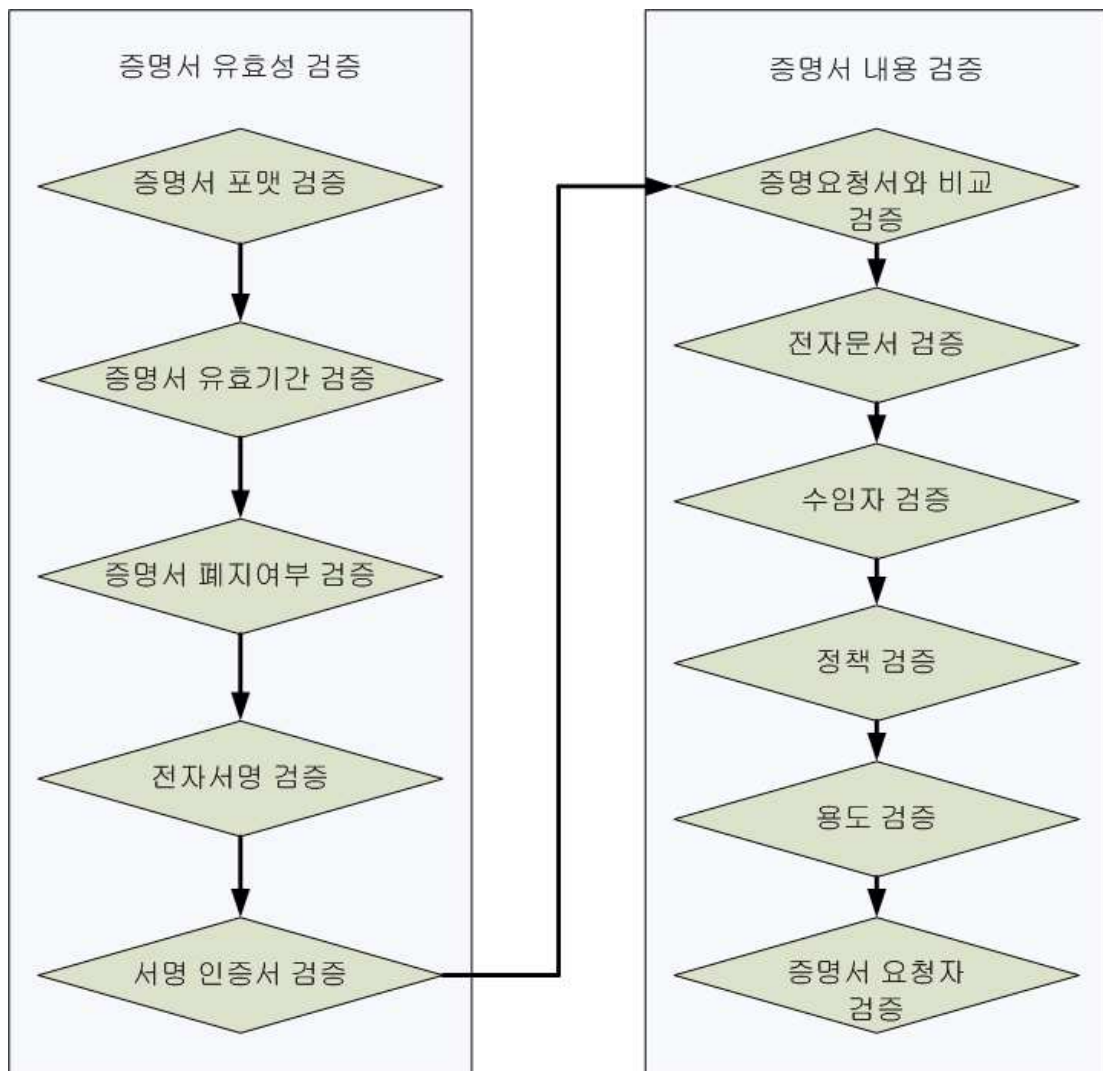 증명서 유효성 검증
증명서 포맷 검증
증명서 유효기간 검증
증명서 폐지여부 검증
전자서명 검증
서명 인증서 검증
증명서 내용 검증
증명요청서와 비교
검증
전자문서 검증
수임자 검증
정책 검증
용도 검증
증명서 요청자
검증